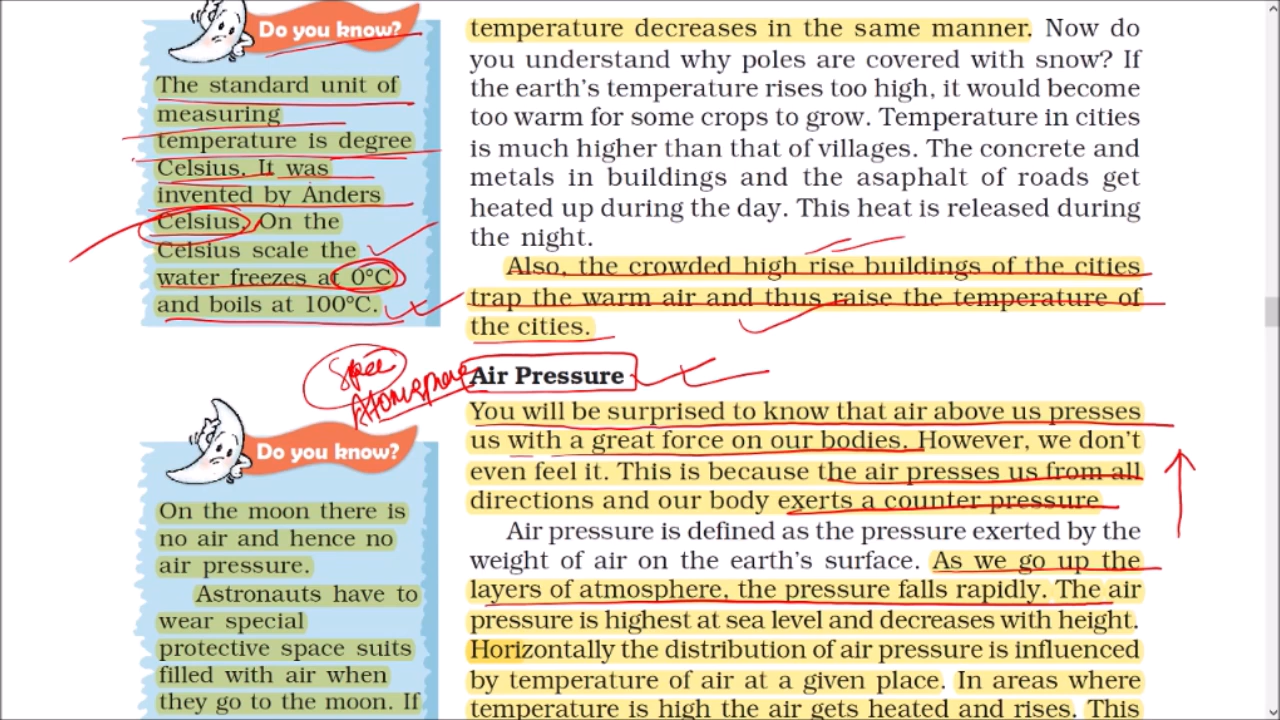 Do you know?
The standard unit of
measuring
temperature is degree
Celsius. It was
invented by Anders
Celsius. On the
Celsius scale the
water freezes at 0°C
and boils at 100°C.
temperature decreases in the same manner. Now do
you understand why poles are covered with snow? If
the earth's temperature rises too high, it would become
too warm for some crops to grow. Temperature in cities
is much higher than that of villages. The concrete and
metals in buildings and the asaphalt of roads get
heated up during the day. This heat is released during
the night.
Also, the crowded high rise buildings of the cities
trap the warm air and thus raise the temperature of
the cities.
Air Pressure
You will be surprised to know that air above us presses
us with a great force on our bodies. However, we don't
even feel it. This is because the air presses us from all
directions and our body exerts a counter pressure
Air pressure is defined as the pressure exerted by the
weight of air on the earth's surface. As we go up the
layers of atmosphere, the pressure falls rapidly. The air
pressure is highest at sea level and decreases with height.
Horizontally the distribution of air pressure is influenced
by temperature of air at a given place. In areas where
temperature is high the air gets heated and rises. This
Do you know?
On the moon there is
no air and hence no
air pressure.
Astronauts have to
wear special
protective space suits
filled with air when
they go to the moon. If